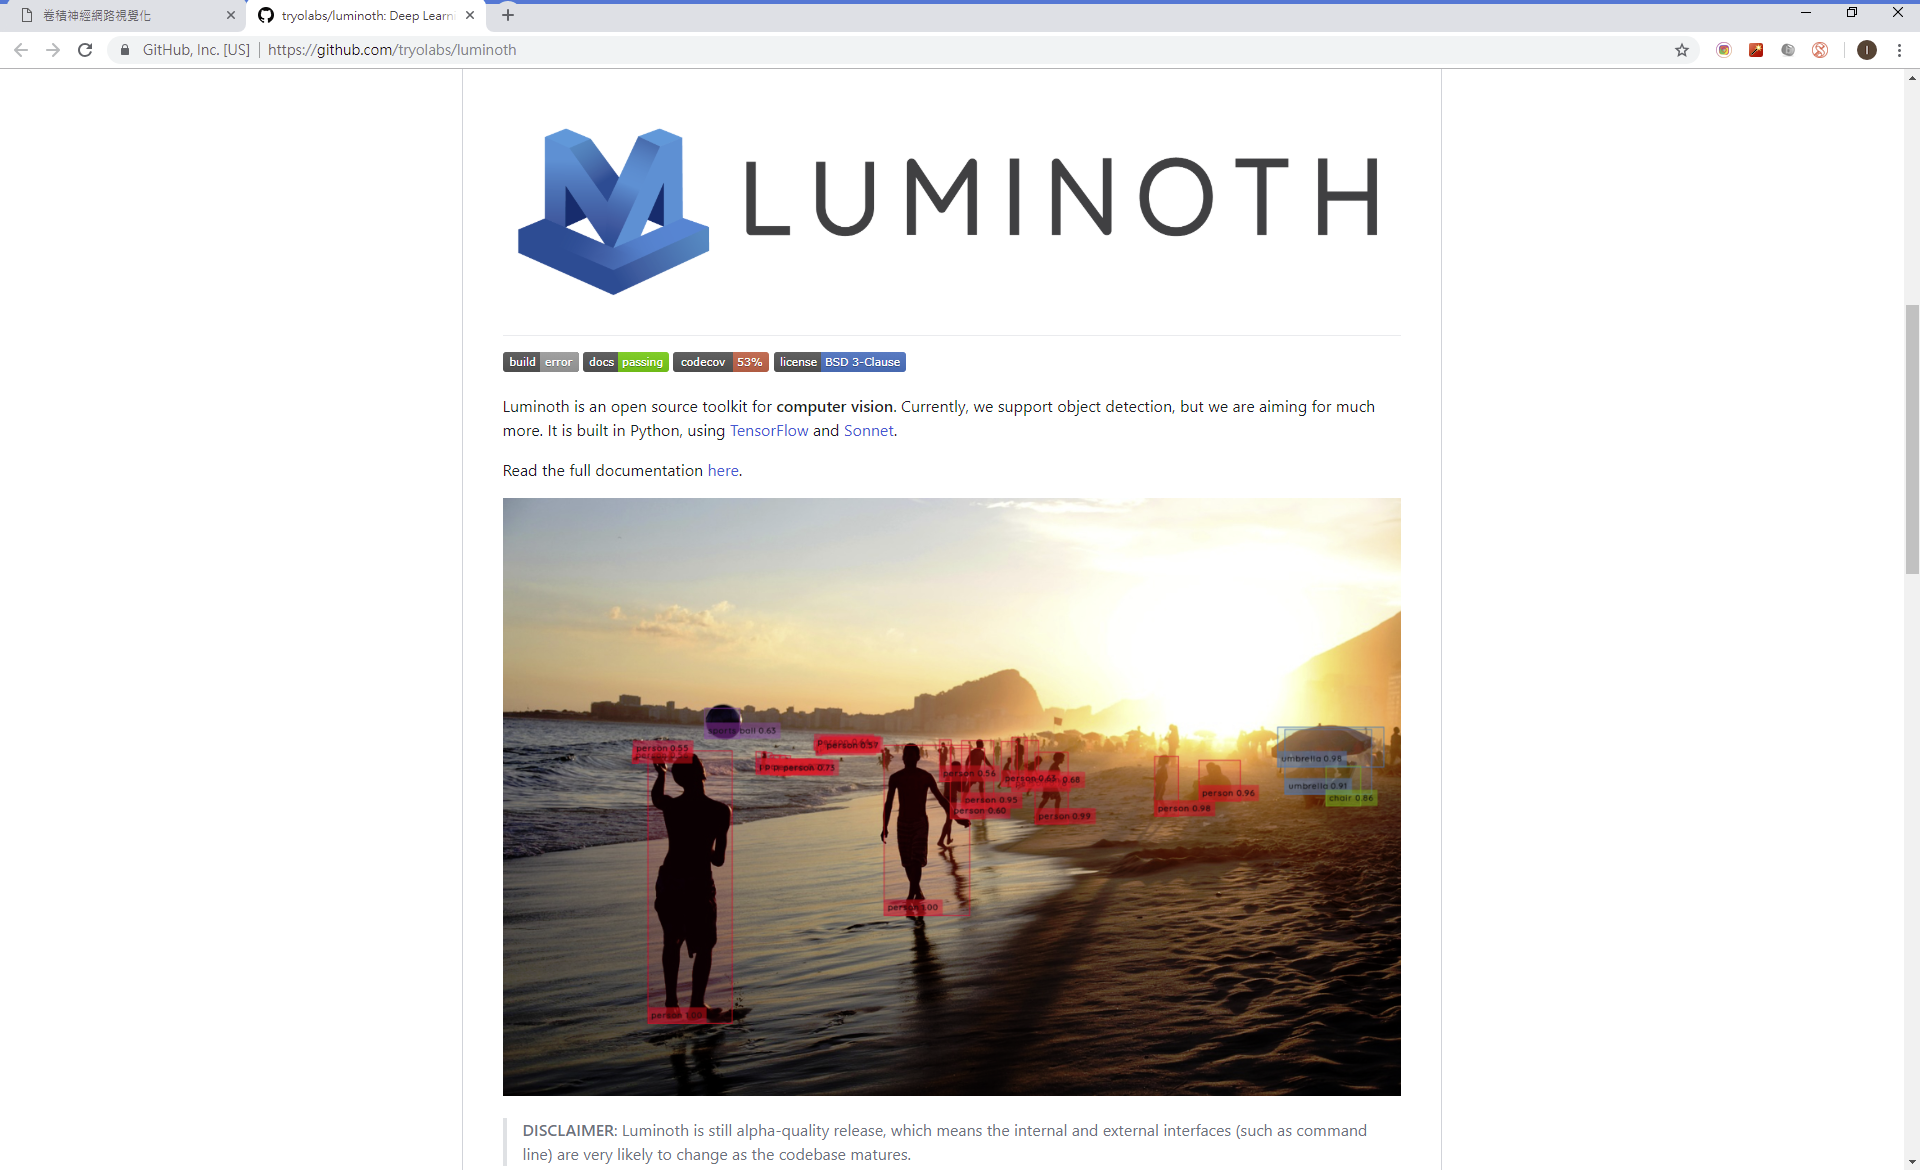 卷積神經網路視覺化
tryolabs/luminoth: Deep Learni
GitHub, Inc. [US] | https://github.com/tryolabs/luminoth
I
LUMINOTH
build error docs passing codecov 53% license BSD 3-Clause
Luminoth is an open source toolkit for computer vision. Currently, we support object detection, but we are aiming for much
more. It is built in Python, using TensorFlow and Sonnet.
Read the full documentation here.
sports ball 0.63
person 0.55
person 0.57
person 0.73
person 0.56
person 0.63
0.68
person 0.95
person 0.60
person 0.99
person 0.96
person 0.98
umbrella 0.98
umbrella 0.91
chair 0.86
person 1.00
person 1.00
DISCLAIMER: Luminoth is still alpha-quality release, which means the internal and external interfaces (such as command
line) are very likely to change as the codebase matures.